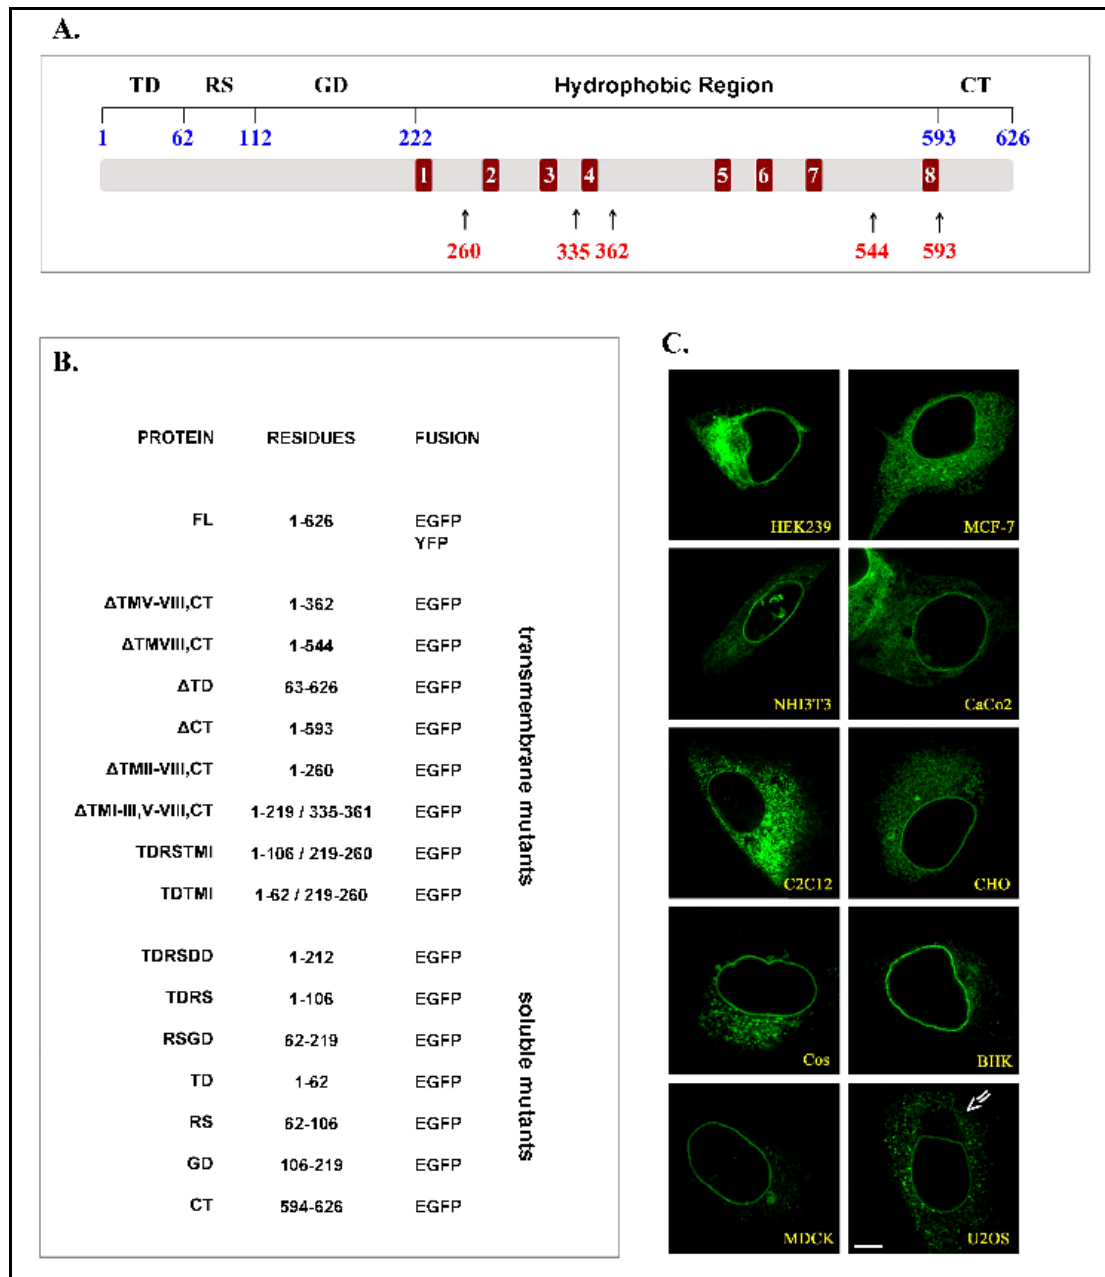 A.
TD RS GD Hydrophobic Region CT
1 62 112 222 593 626
1 2 3 4 5 6 7 8
260 335 362 544 593
B.
PROTEIN RESIDUES FUSION
FL 1-626 EGFP
YFP
ΔTMV-VIII,CT 1-362 EGFP
ΔTMVIII,CT 1-544 EGFP
ΔTD 63-626 EGFP
ΔCT 1-593 EGFP
ΔTMII-VIII,CT 1-260 EGFP
ΔTMI-III,V-VIII,CT 1-219 / 335-361 EGFP
TDRSTMI 1-106 / 219-260 EGFP
TDTMI 1-62 / 219-260 EGFP
transmembrane mutants
TDRSDD 1-212 EGFP
TDRS 1-106 EGFP
RSGD 62-219 EGFP
TD 1-62 EGFP
RS 62-106 EGFP
GD 106-219 EGFP
CT 594-626 EGFP
soluble mutants
C.
HEK239
MCF-7
NHI3T3
CaCo2
C2C12
CHO
Cos
BHK
MDCK
U2OS